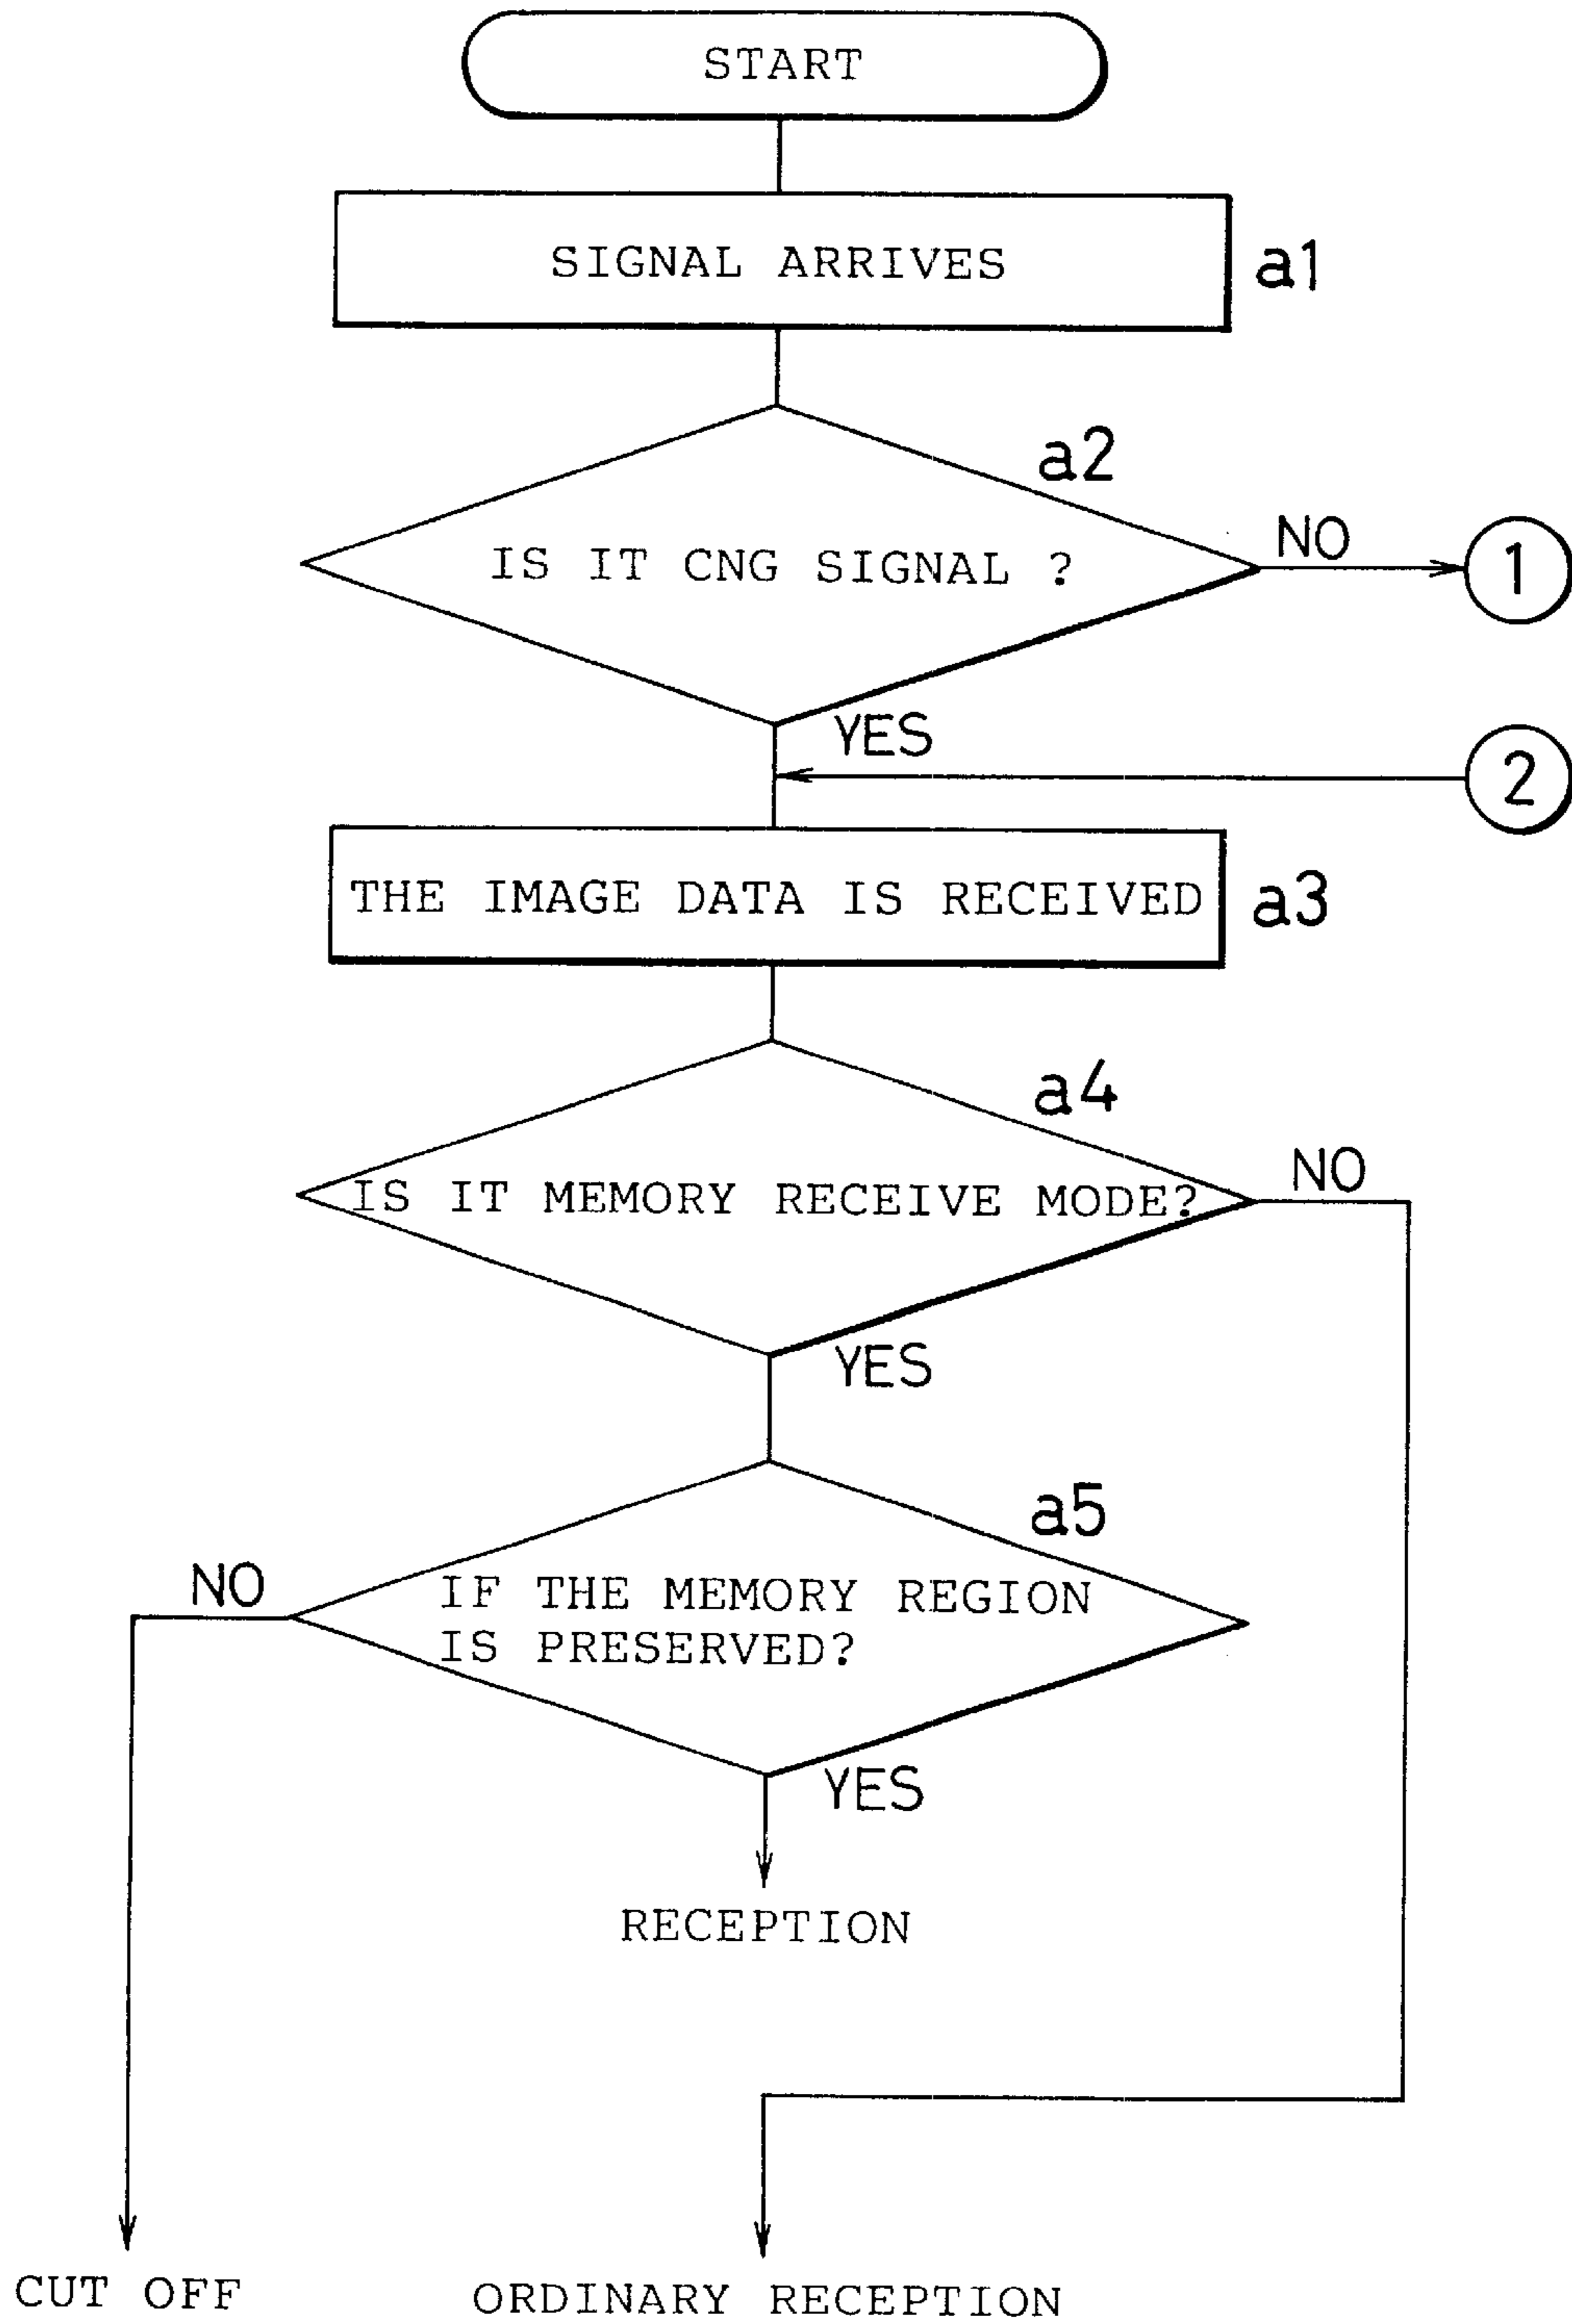 START
SIGNAL ARRIVES
a1
a2
IS IT CNG SIGNAL ?
NO
1
YES
2
THE IMAGE DATA IS RECEIVED
a3
a4
IS IT MEMORY RECEIVE MODE?
NO
YES
a5
NO
IF THE MEMORY REGION
IS PRESERVED?
YES
RECEPTION
CUT OFF
ORDINARY RECEPTION